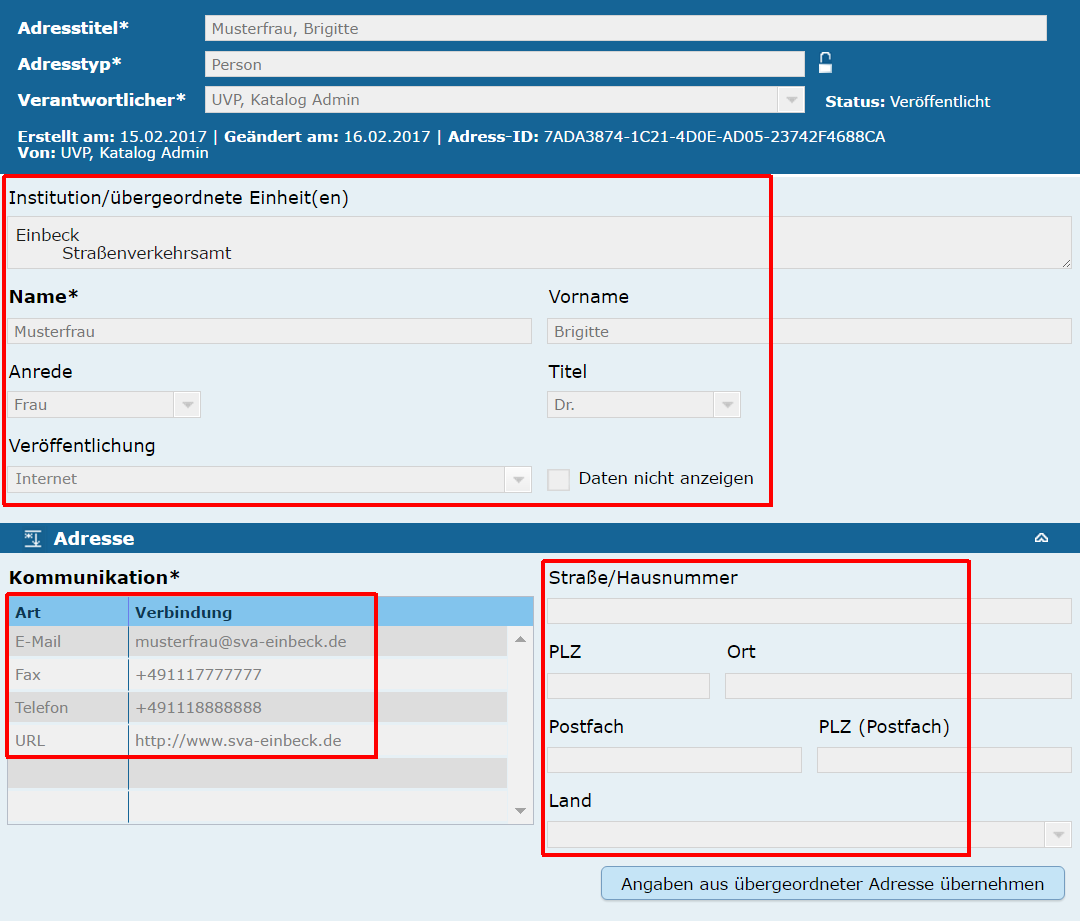 Adresstitel* Musterfrau, Brigitte
Adresstyp* Person
Verantwortlicher* UVP, Katalog Admin Status: Veröffentlicht
Erstellt am: 15.02.2017 | Geändert am: 16.02.2017 | Adress-ID: 7ADA3874-1C21-4D0E-AD05-23742F4688CA
Von: UVP, Katalog Admin
Institution/übergeordnete Einheit(en)
Einbeck
Straßenverkehrsamt
Name* Vorname
Musterfrau Brigitte
Anrede Titel
Frau Dr.
Veröffentlichung
Internet Daten nicht anzeigen
Adresse
Kommunikation*
Art Verbindung
E-Mail musterfrau@sva-einbeck.de
Fax +491117777777
Telefon +491118888888
URL http://www.sva-einbeck.de
Straße/Hausnummer
PLZ Ort
Postfach PLZ (Postfach)
Land
Angaben aus übergeordneter Adresse übernehmen